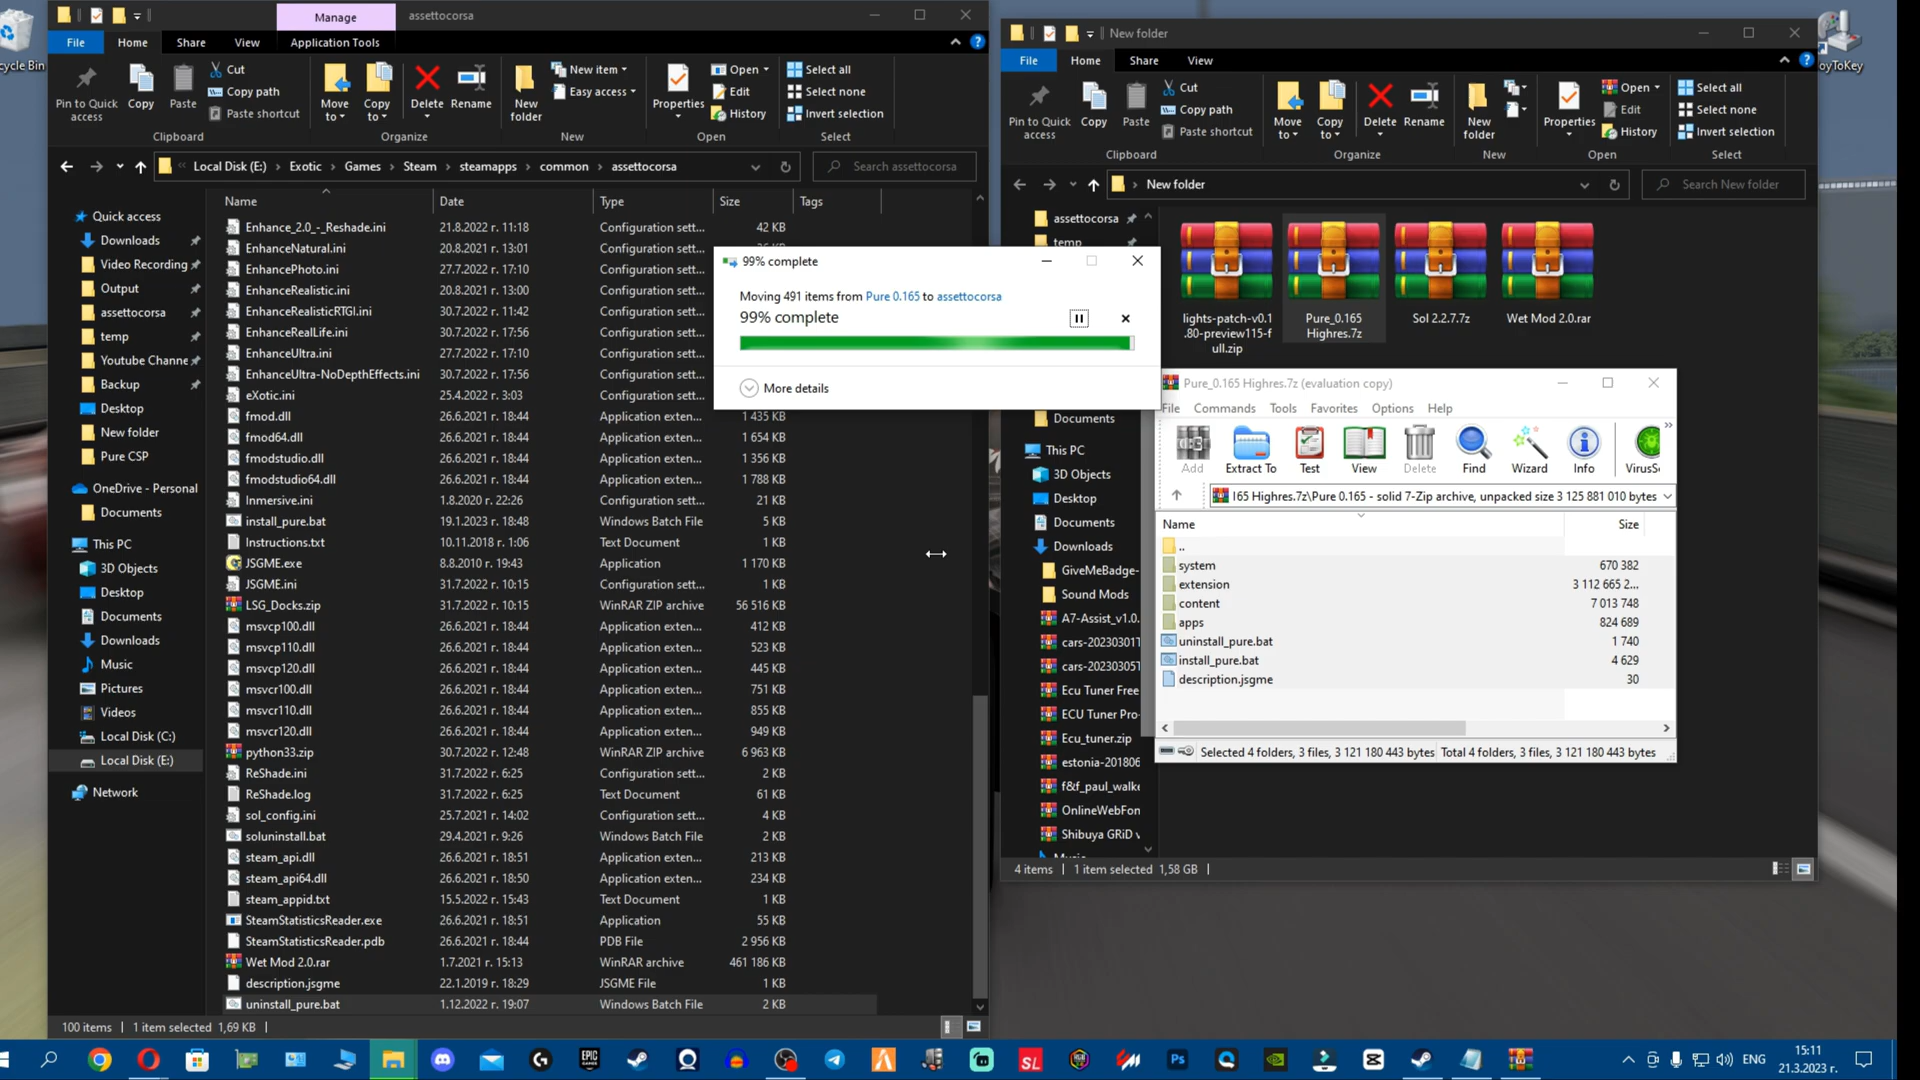 Manage
assettocorsa
File
Home
Share
View
Application Tools
Pin to Quick access
Copy
Paste
Cut
Copy path
Paste shortcut
Clipboard
Move to
Copy to
Delete
Rename
Organize
New folder
New item
Easy access
New
Properties
Open
Edit
History
Open
Select all
Select none
Invert selection
Select
Local Disk (E:) › Exotic › Games › Steam › steamapps › common › assettocorsa
Search assettocorsa
Name Date Type Size Tags
Quick access
Downloads
Video Recording
Output
assettocorsa
temp
Youtube Channe
Backup
Desktop
New folder
Pure CSP
OneDrive - Personal
Documents
This PC
3D Objects
Desktop
Documents
Downloads
Music
Pictures
Videos
Local Disk (C:)
Local Disk (E:)
Network
Enhance_2.0_-_Reshade.ini 21.8.2022 г. 11:18 Configuration sett... 42 KB
EnhanceNatural.ini 20.8.2021 г. 13:01 Configuration sett...
EnhancePhoto.ini 27.7.2022 г. 17:10 Configuration sett...
EnhanceRealistic.ini 20.8.2021 г. 13:00 Configuration sett...
EnhanceRealisticRTGI.ini 30.7.2022 г. 11:42 Configuration sett...
EnhanceRealLife.ini 30.7.2022 г. 17:56 Configuration sett...
EnhanceUltra.ini 27.7.2022 г. 17:10 Configuration sett...
EnhanceUltra-NoDepthEffects.ini 30.7.2022 г. 17:56 Configuration sett...
eXotic.ini 25.4.2022 г. 3:03 Configuration sett...
fmod.dll 26.6.2021 г. 18:44 Application exten... 1 435 KB
fmod64.dll 26.6.2021 г. 18:44 Application exten... 1 654 KB
fmodstudio.dll 26.6.2021 г. 18:44 Application exten... 1 356 KB
fmodstudio64.dll 26.6.2021 г. 18:44 Application exten... 1 788 KB
Inmersive.ini 1.8.2020 г. 22:26 Configuration sett... 21 KB
install_pure.bat 19.1.2023 г. 18:48 Windows Batch File 5 KB
Instructions.txt 10.11.2018 г. 1:06 Text Document 1 KB
JSGME.exe 8.8.2010 г. 19:43 Application 1 170 KB
JSGME.ini 31.7.2022 г. 10:15 Configuration sett... 1 KB
LSG_Docks.zip 31.7.2022 г. 10:15 WinRAR ZIP archive 56 516 KB
msvcp100.dll 26.6.2021 г. 18:44 Application exten... 412 KB
msvcp110.dll 26.6.2021 г. 18:44 Application exten... 523 KB
msvcp120.dll 26.6.2021 г. 18:44 Application exten... 445 KB
msvcr100.dll 26.6.2021 г. 18:44 Application exten... 751 KB
msvcr110.dll 26.6.2021 г. 18:44 Application exten... 855 KB
msvcr120.dll 26.6.2021 г. 18:44 Application exten... 949 KB
python33.zip 30.7.2022 г. 12:48 WinRAR ZIP archive 6 963 KB
ReShade.ini 31.7.2022 г. 6:25 Configuration sett... 2 KB
ReShade.log 31.7.2022 г. 6:25 Text Document 61 KB
sol_config.ini 25.7.2021 г. 14:02 Configuration sett... 4 KB
soluninstall.bat 29.4.2021 г. 9:26 Windows Batch File 2 KB
steam_api.dll 26.6.2021 г. 18:51 Application exten... 213 KB
steam_api64.dll 26.6.2021 г. 18:50 Application exten... 234 KB
steam_appid.txt 15.5.2022 г. 15:43 Text Document 1 KB
SteamStatisticsReader.exe 26.6.2021 г. 18:51 Application 55 KB
SteamStatisticsReader.pdb 26.6.2021 г. 18:44 PDB File 2 956 KB
Wet Mod 2.0.rar 1.7.2021 г. 15:13 WinRAR archive 461 186 KB
description.jsgme 22.1.2019 г. 18:29 JSGME File 1 KB
uninstall_pure.bat 1.12.2022 г. 19:07 Windows Batch File 2 KB
100 items 1 item selected 1,69 KB
99% complete
Moving 491 items from Pure 0.165 to assettocorsa
99% complete
More details
New folder
File
Home
Share
View
Pin to Quick access
Copy
Paste
Cut
Copy path
Paste shortcut
Clipboard
Move to
Copy to
Delete
Rename
Organize
New folder
New
Properties
Open
Edit
History
Open
Select all
Select none
Invert selection
Select
› New folder
Search New folder
assettocorsa
temp
Documents
This PC
3D Objects
Desktop
Documents
Downloads
GiveMeBadge-
Sound Mods
A7-Assist_v1.0.
cars-20230301T
cars-20230305T
Ecu Tuner Free
ECU Tuner Pro-
Ecu_tuner.zip
estonia-201806
f&f_paul_walke
OnlineWebFon
Shibuya GRiD v
Music
lights-patch-v0.1
.80-preview115-f
ull.zip
Pure_0.165
Highres.7z
Sol 2.2.7.7z
Wet Mod 2.0.rar
4 items 1 item selected 1,58 GB
Pure_0.165 Highres.7z (evaluation copy)
File Commands Tools Favorites Options Help
Add Extract To Test View Delete Find Wizard Info VirusSc
165 Highres.7z\Pure 0.165 - solid 7-Zip archive, unpacked size 3 125 881 010 bytes
Name Size
..
system 670 382
extension 3 112 665 2...
content 7 013 748
apps 824 689
uninstall_pure.bat 1 740
install_pure.bat 4 629
description.jsgme 30
Selected 4 folders, 3 files, 3 121 180 443 bytes Total 4 folders, 3 files, 3 121 180 443 bytes
cycle Bin
oyToKey
EPIC GAMES
SL
Ps
ENG
15:11
21.3.2023 г.